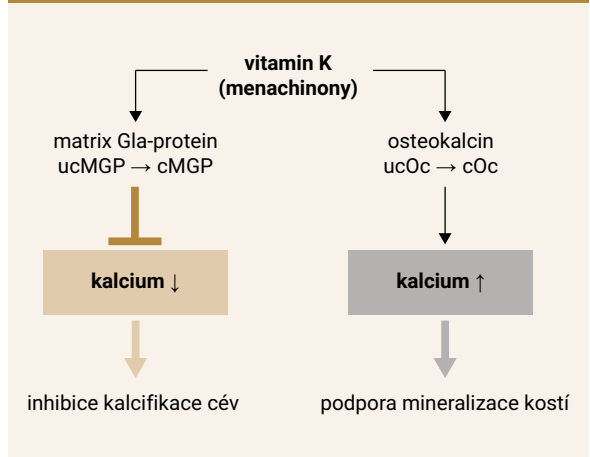 vitamin K
(menachinony)
matrix Gla-protein
ucMGP → cMGP
osteokalcin
ucOc → cOc
kalcium ↓
kalcium ↑
inhibice kalcifikace cév
podpora mineralizace kostí